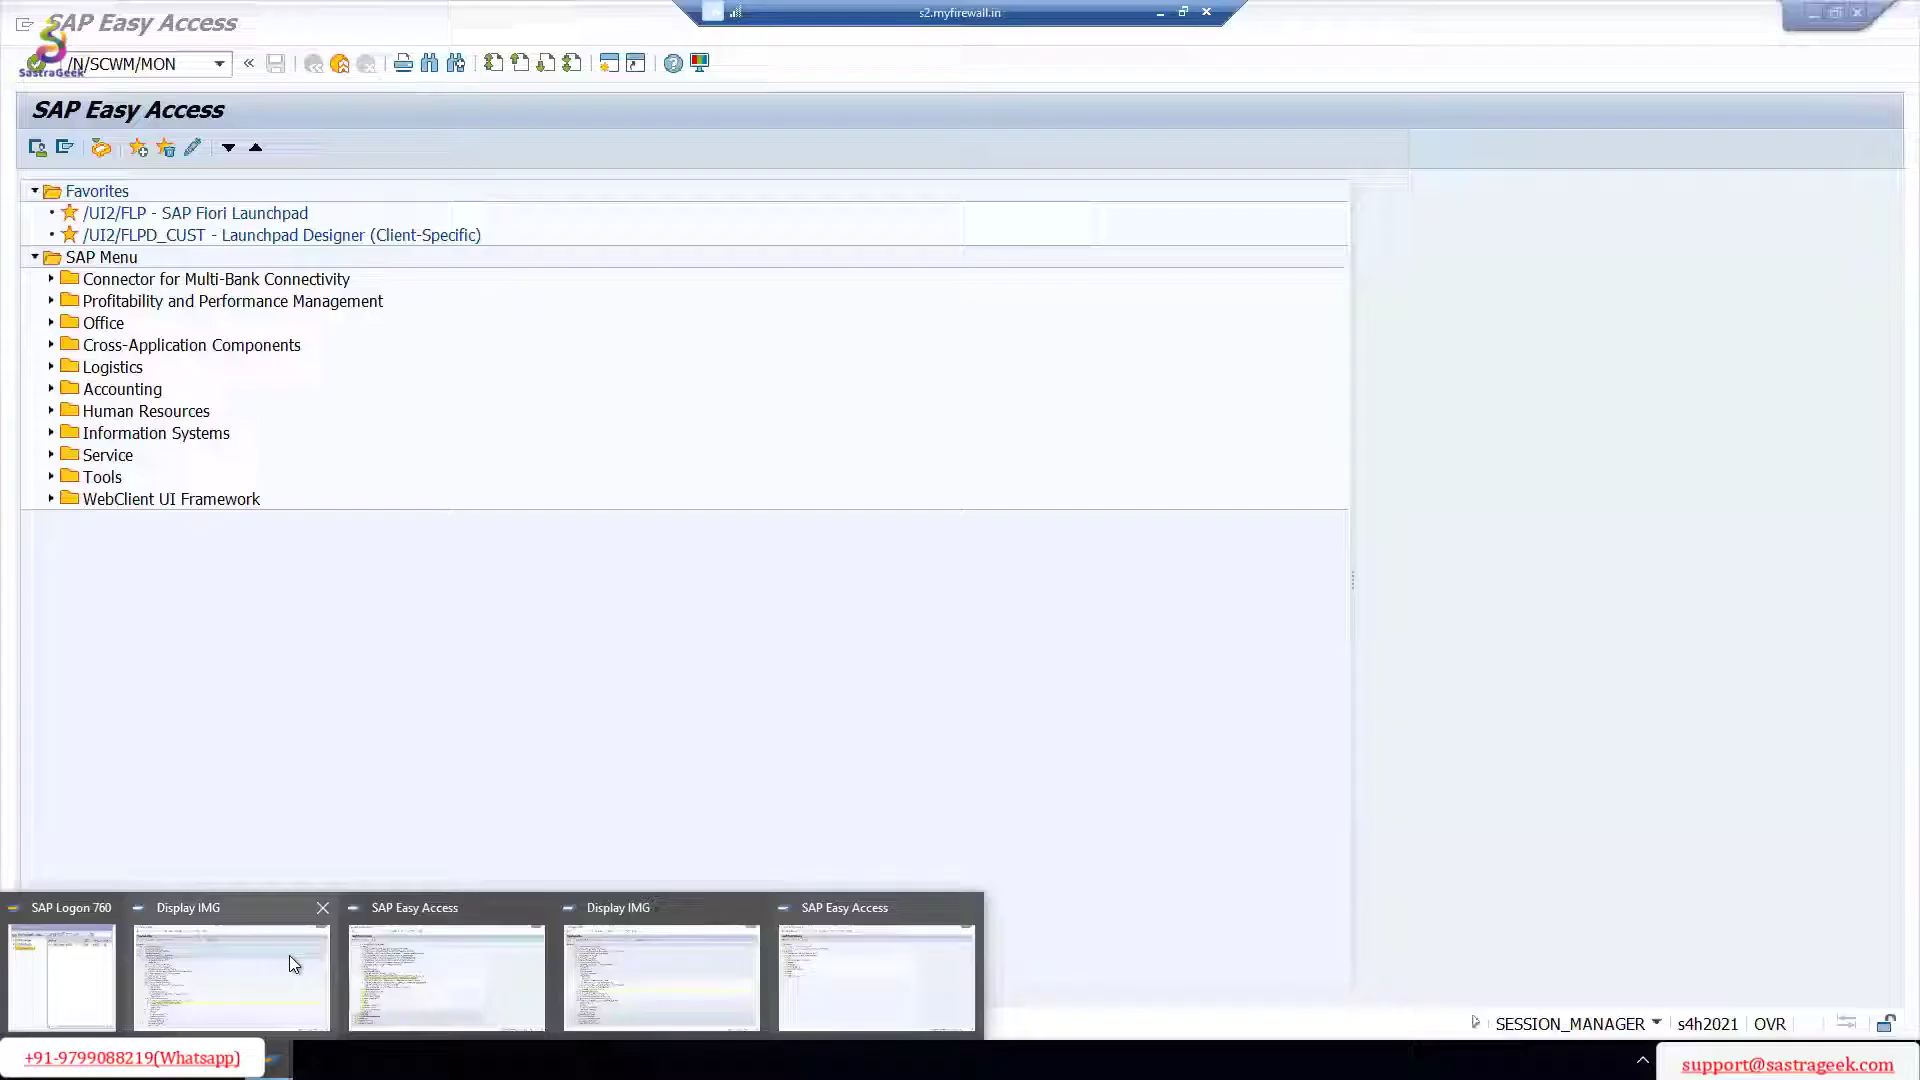 SAP Easy Access
s2.myfirewall.in
/N/SCWM/MON
SastraGeek
SAP Easy Access
Favorites
/UI2/FLP - SAP Fiori Launchpad
/UI2/FLPD_CUST - Launchpad Designer (Client-Specific)
SAP Menu
Connector for Multi-Bank Connectivity
Profitability and Performance Management
Office
Cross-Application Components
Logistics
Accounting
Human Resources
Information Systems
Service
Tools
WebClient UI Framework
SAP Logon 760
Display IMG
SAP Easy Access
Display IMG
SAP Easy Access
SESSION_MANAGER
s4h2021
OVR
+91-9799088219(Whatsapp)
support@sastrageek.com